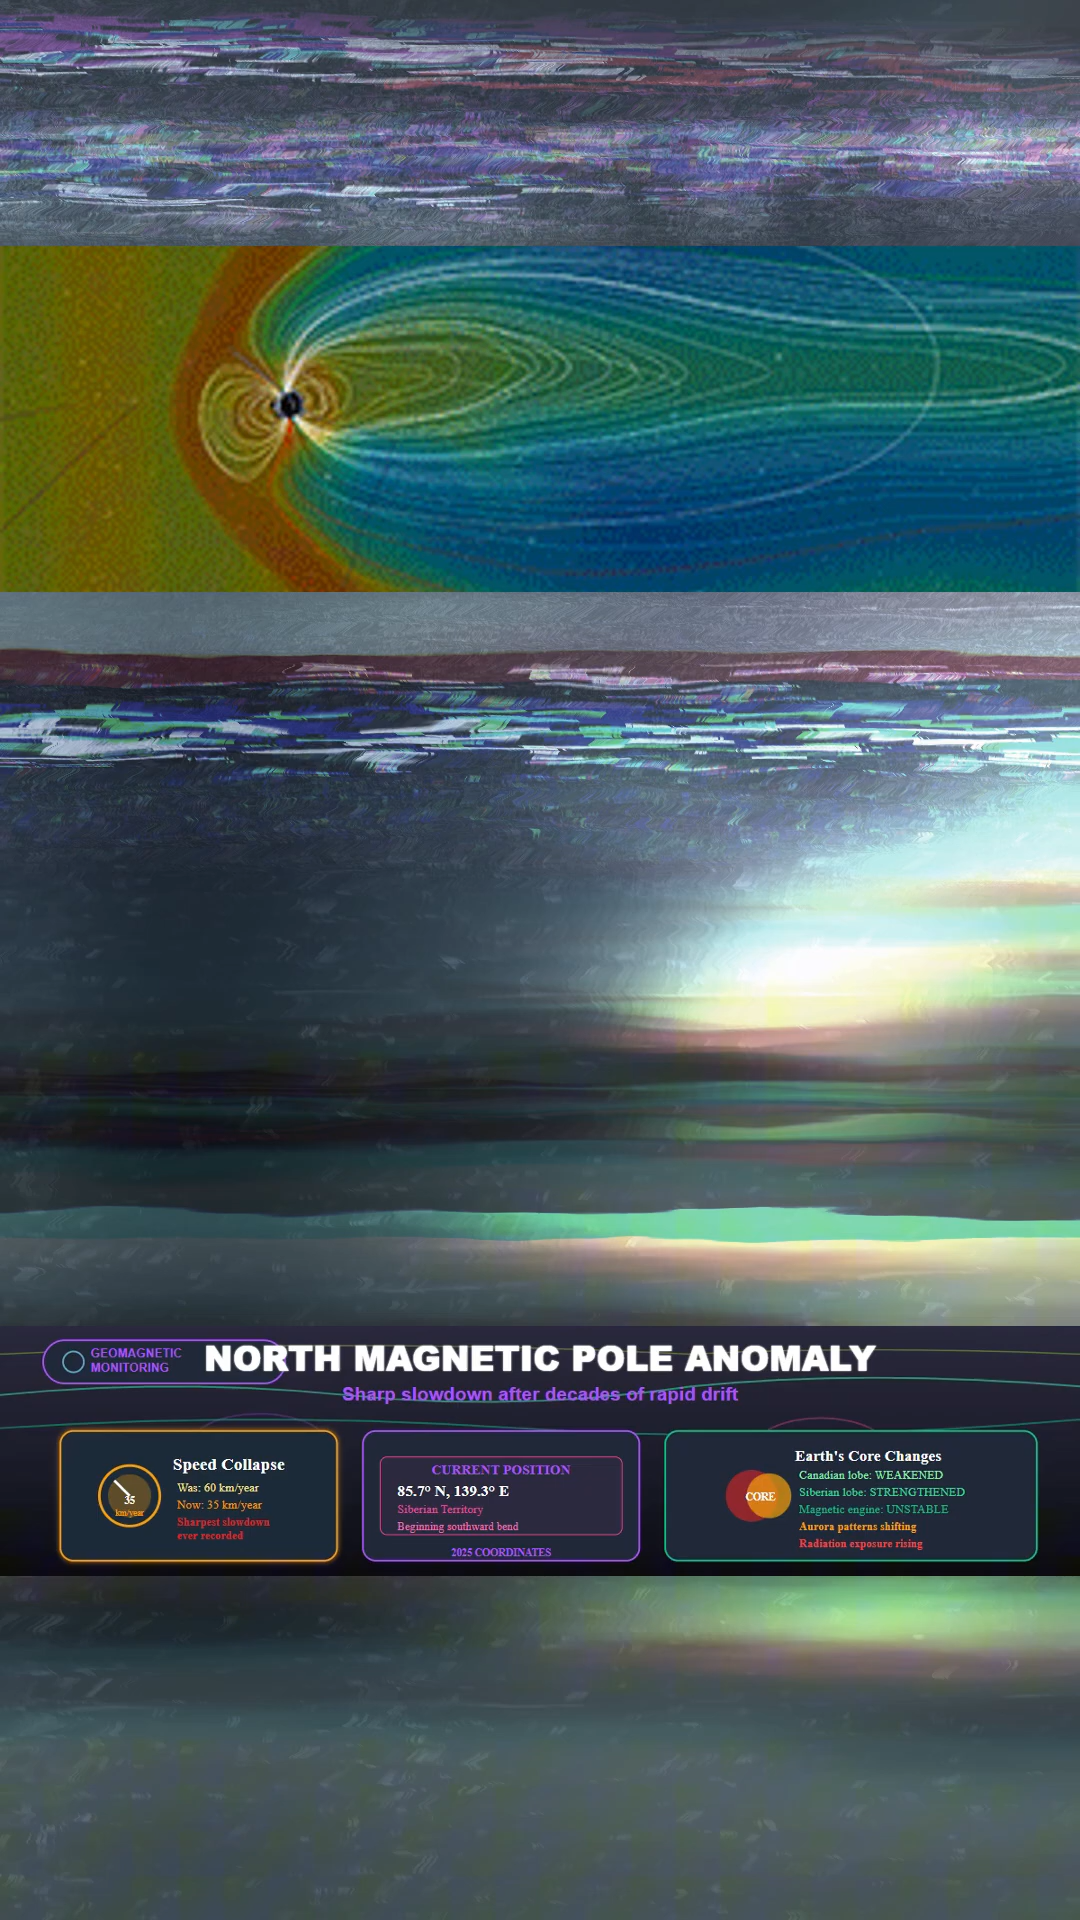 GEOMAGNETIC
MONITORING
NORTH MAGNETIC POLE ANOMALY
Sharp slowdown after decades of rapid drift
Speed Collapse
35
km/year
Was: 60 km/year
Now: 35 km/year
Sharpest slowdown
ever recorded
CURRENT POSITION
85.7° N, 139.3° E
Siberian Territory
Beginning southward bend
2025 COORDINATES
Earth's Core Changes
CORE
Canadian lobe: WEAKENED
Siberian lobe: STRENGTHENED
Magnetic engine: UNSTABLE
Aurora patterns shifting
Radiation exposure rising